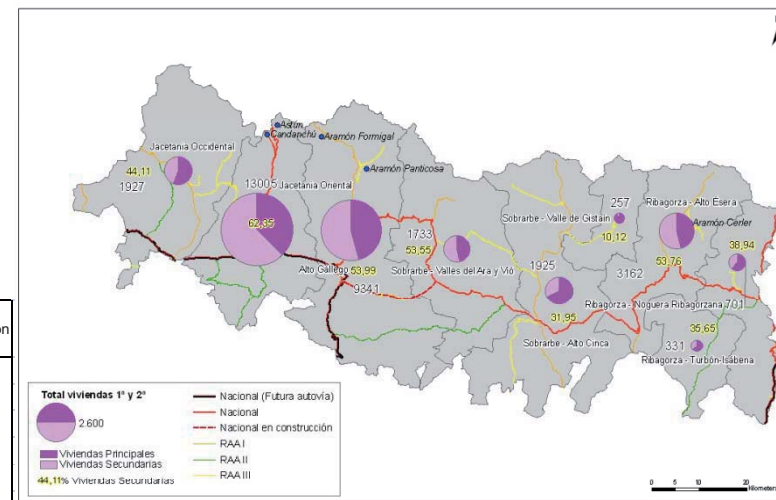 Astún
Candanchú
Aramón Formigal
Jacetania Occidental
Aramón Panticosa
44,11
1927
13005
Jacetania Oriental
257
Ribagorza - Alto Ésera
Sobrarbe - Valle de Gistaín
Aramón-Cerler
62,35
1733
10,12
38,94
53,55
53,76
Alto Gállego
53,99
Sobrarbe - Valles del Ara y Vió
1925
3162
9341
Ribagorza - Noguera Ribagorzana
701
31,95
35,65
Sobrarbe - Alto Cinca
331
Ribagorza - Turbón-Isábena
ón
Total viviendas 1ª y 2ª
2.600
Viviendas Principales
Viviendas Secundarias
44,11% Viviendas Secundarias
Nacional (Futura autovía)
Nacional
Nacional en construcción
RAA I
RAA II
RAA III
0 5 10 20
Kilometers